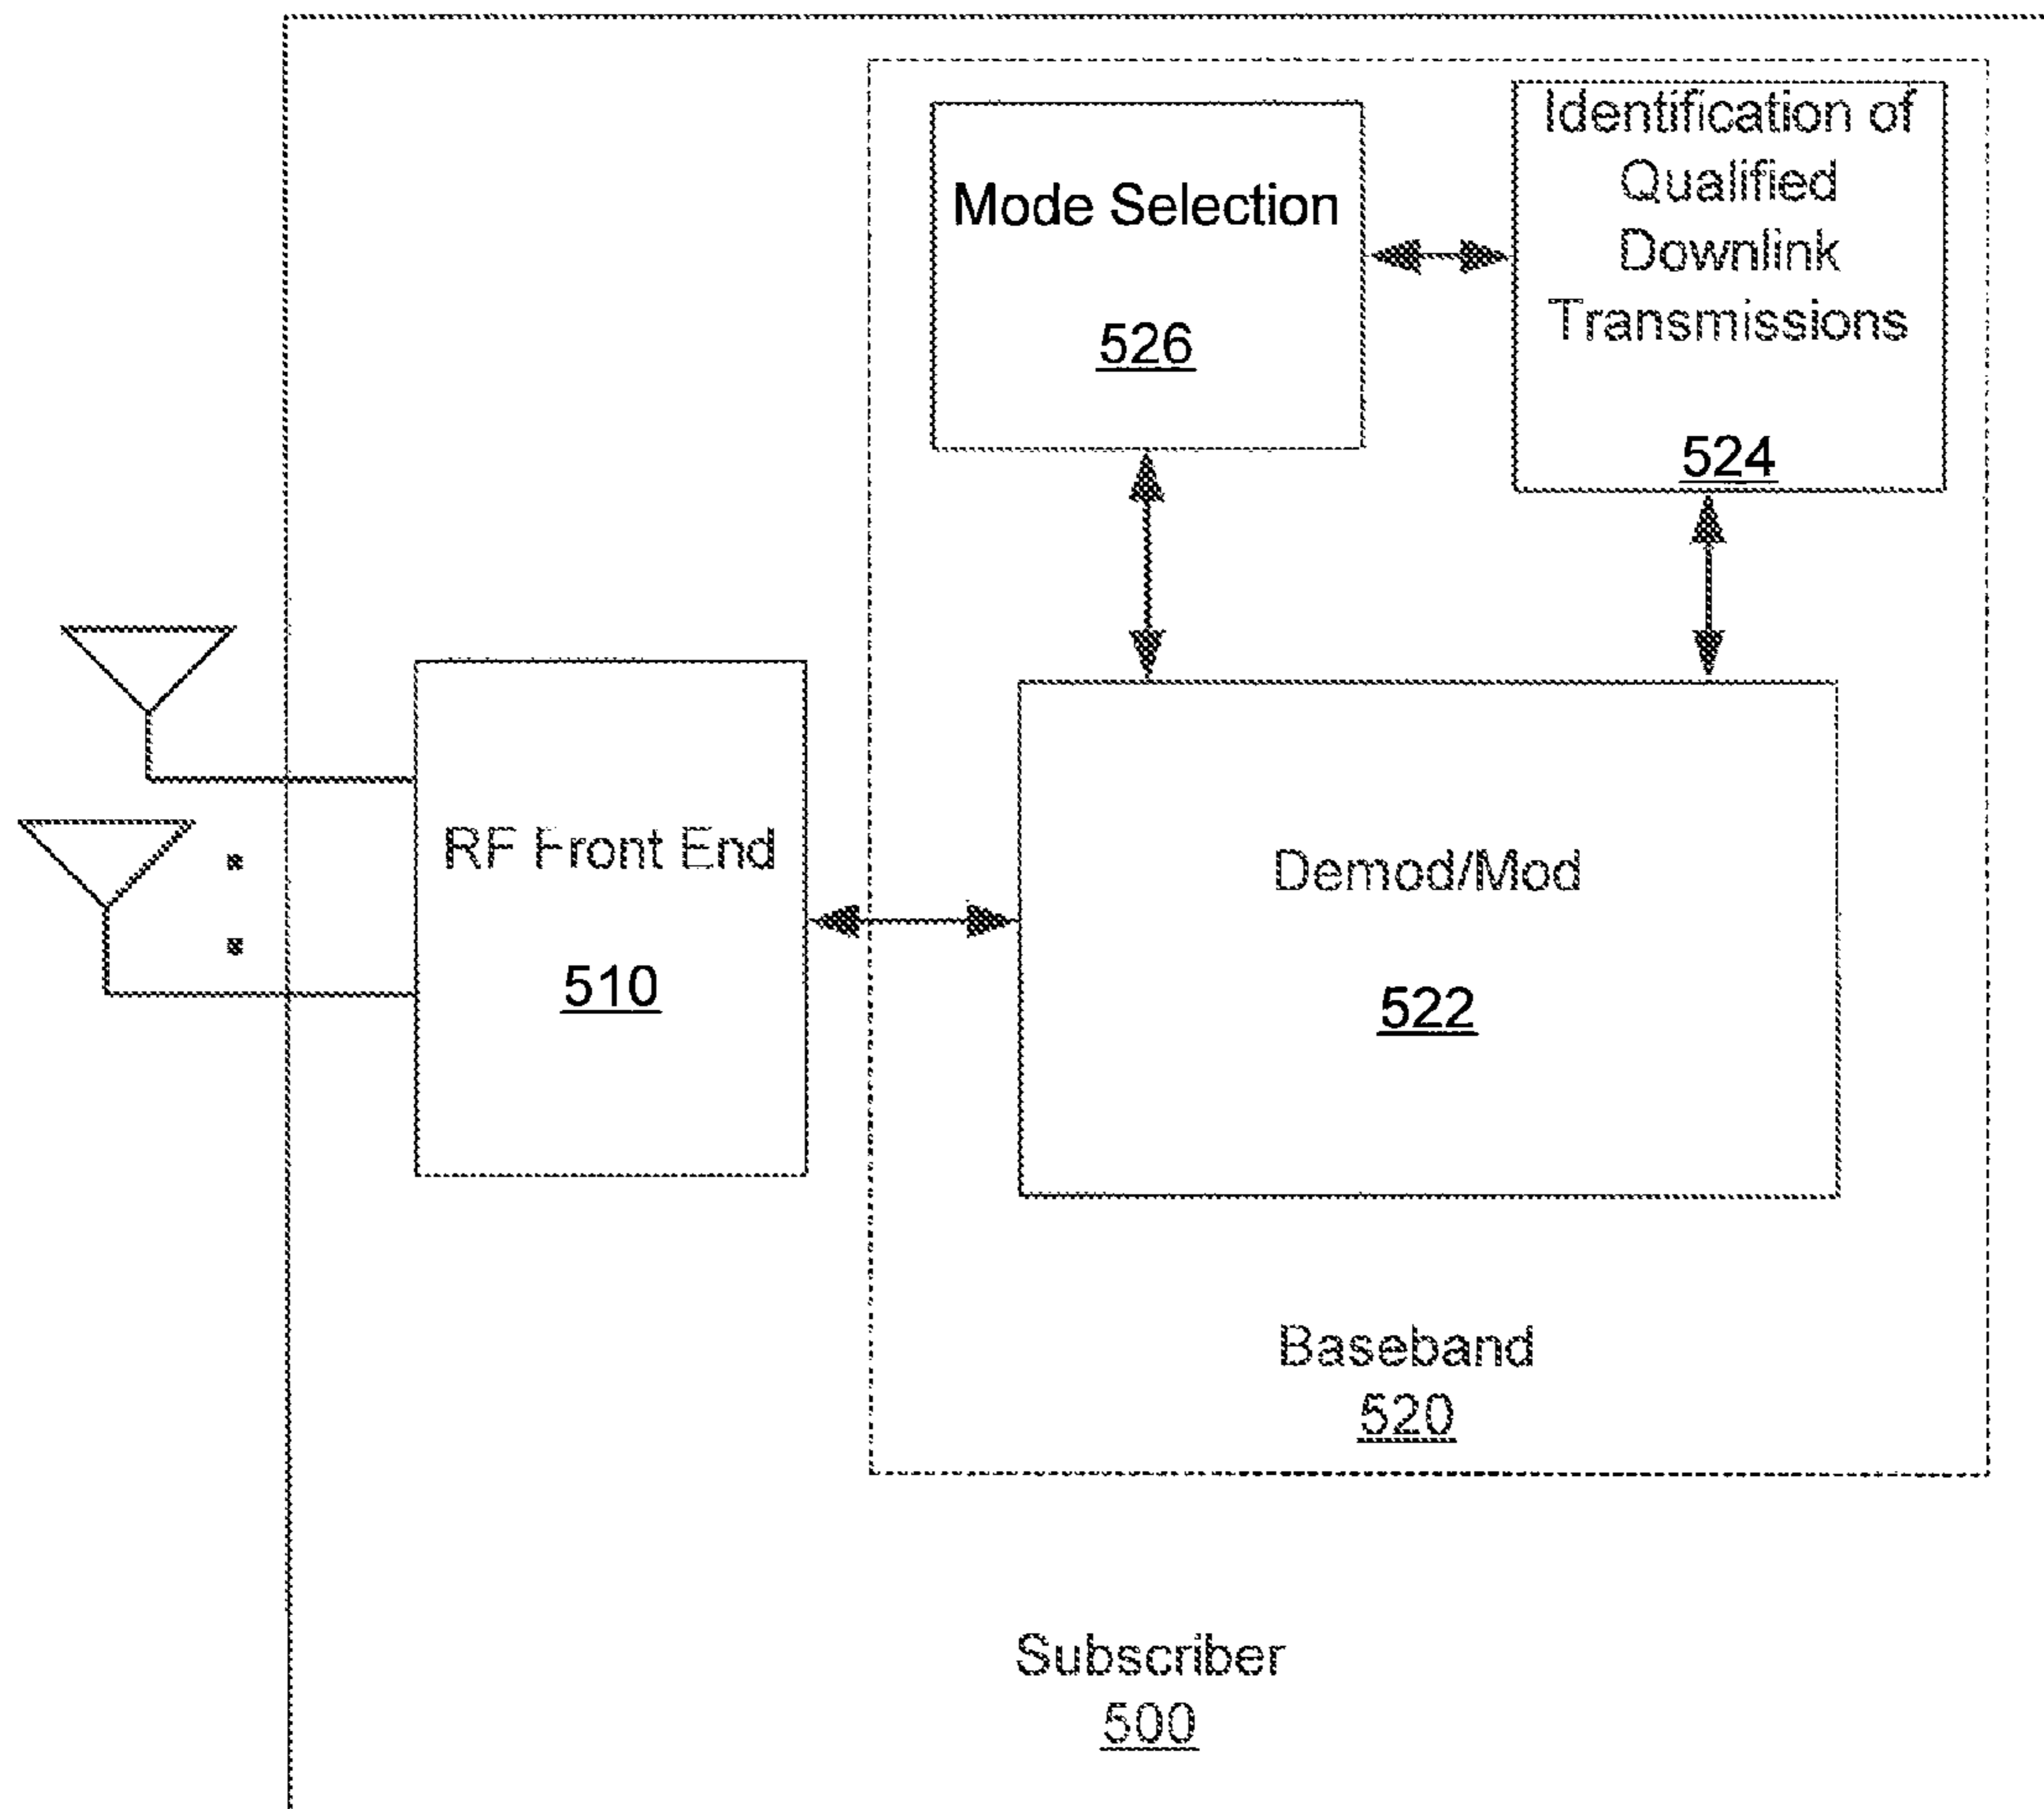 Mode Selection
526
Identification of
Qualified
Downlink
Transmissions
524
RF Front End
510
Demod/Mod
522
Baseband
520
Subscriber
500